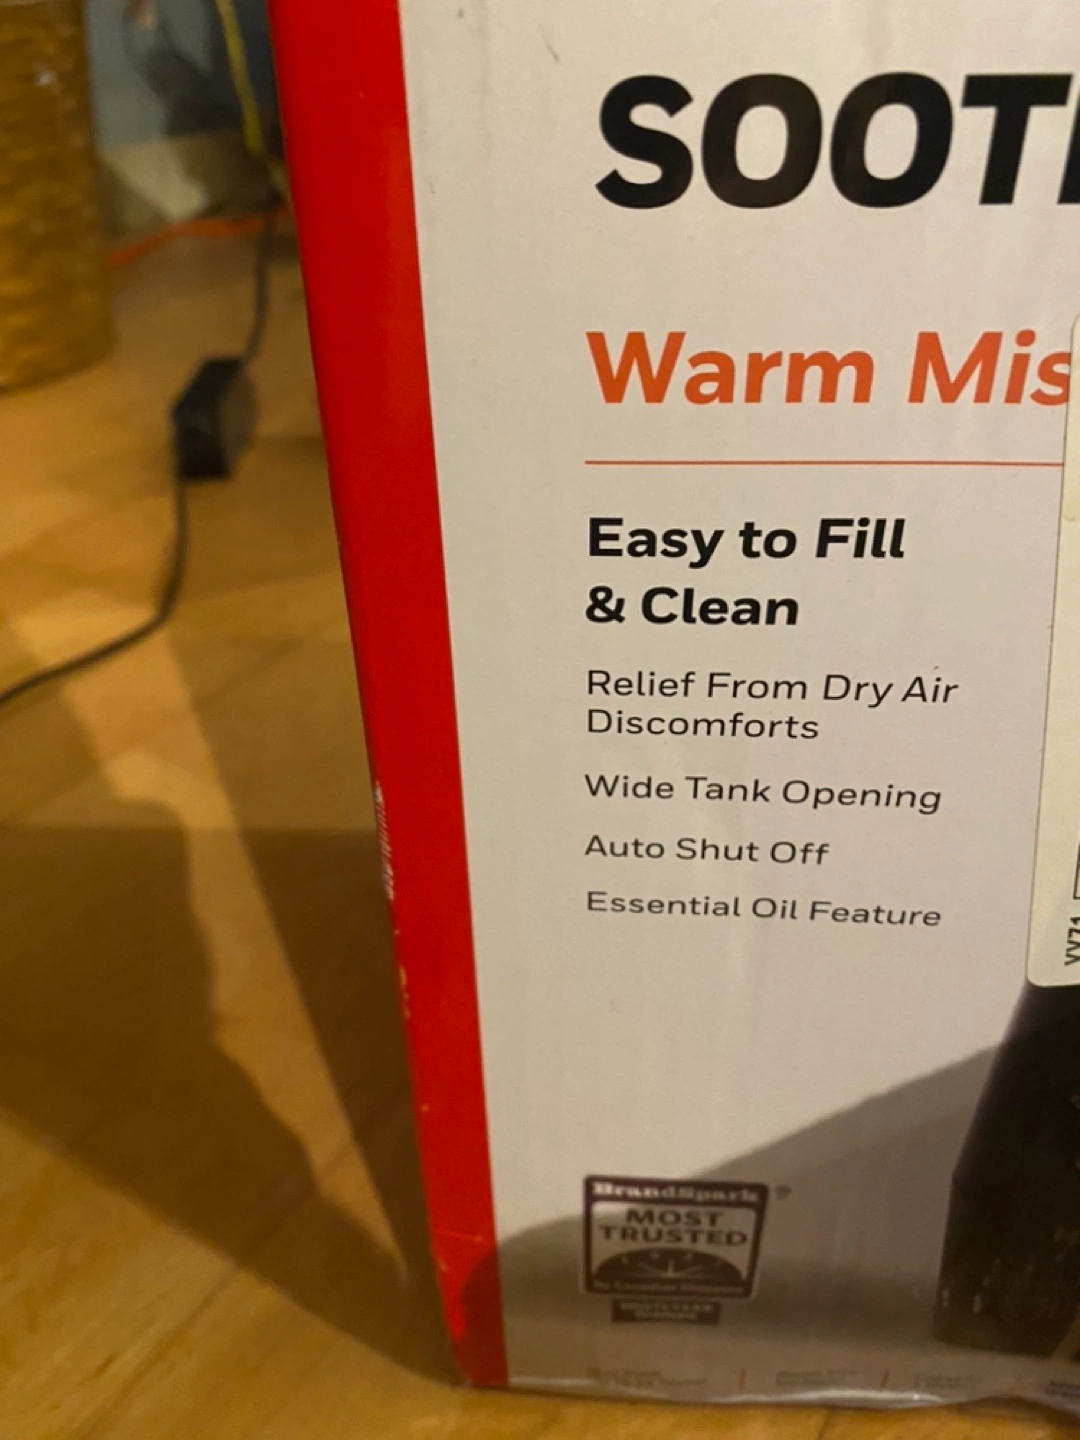 SOOT
Warm Mis
Easy to Fill
& Clean
Relief From Dry Air
Discomforts
Wide Tank Opening
Auto Shut Off
Essential Oil Feature
VV71
BrandSpark
®
MOST
TRUSTED